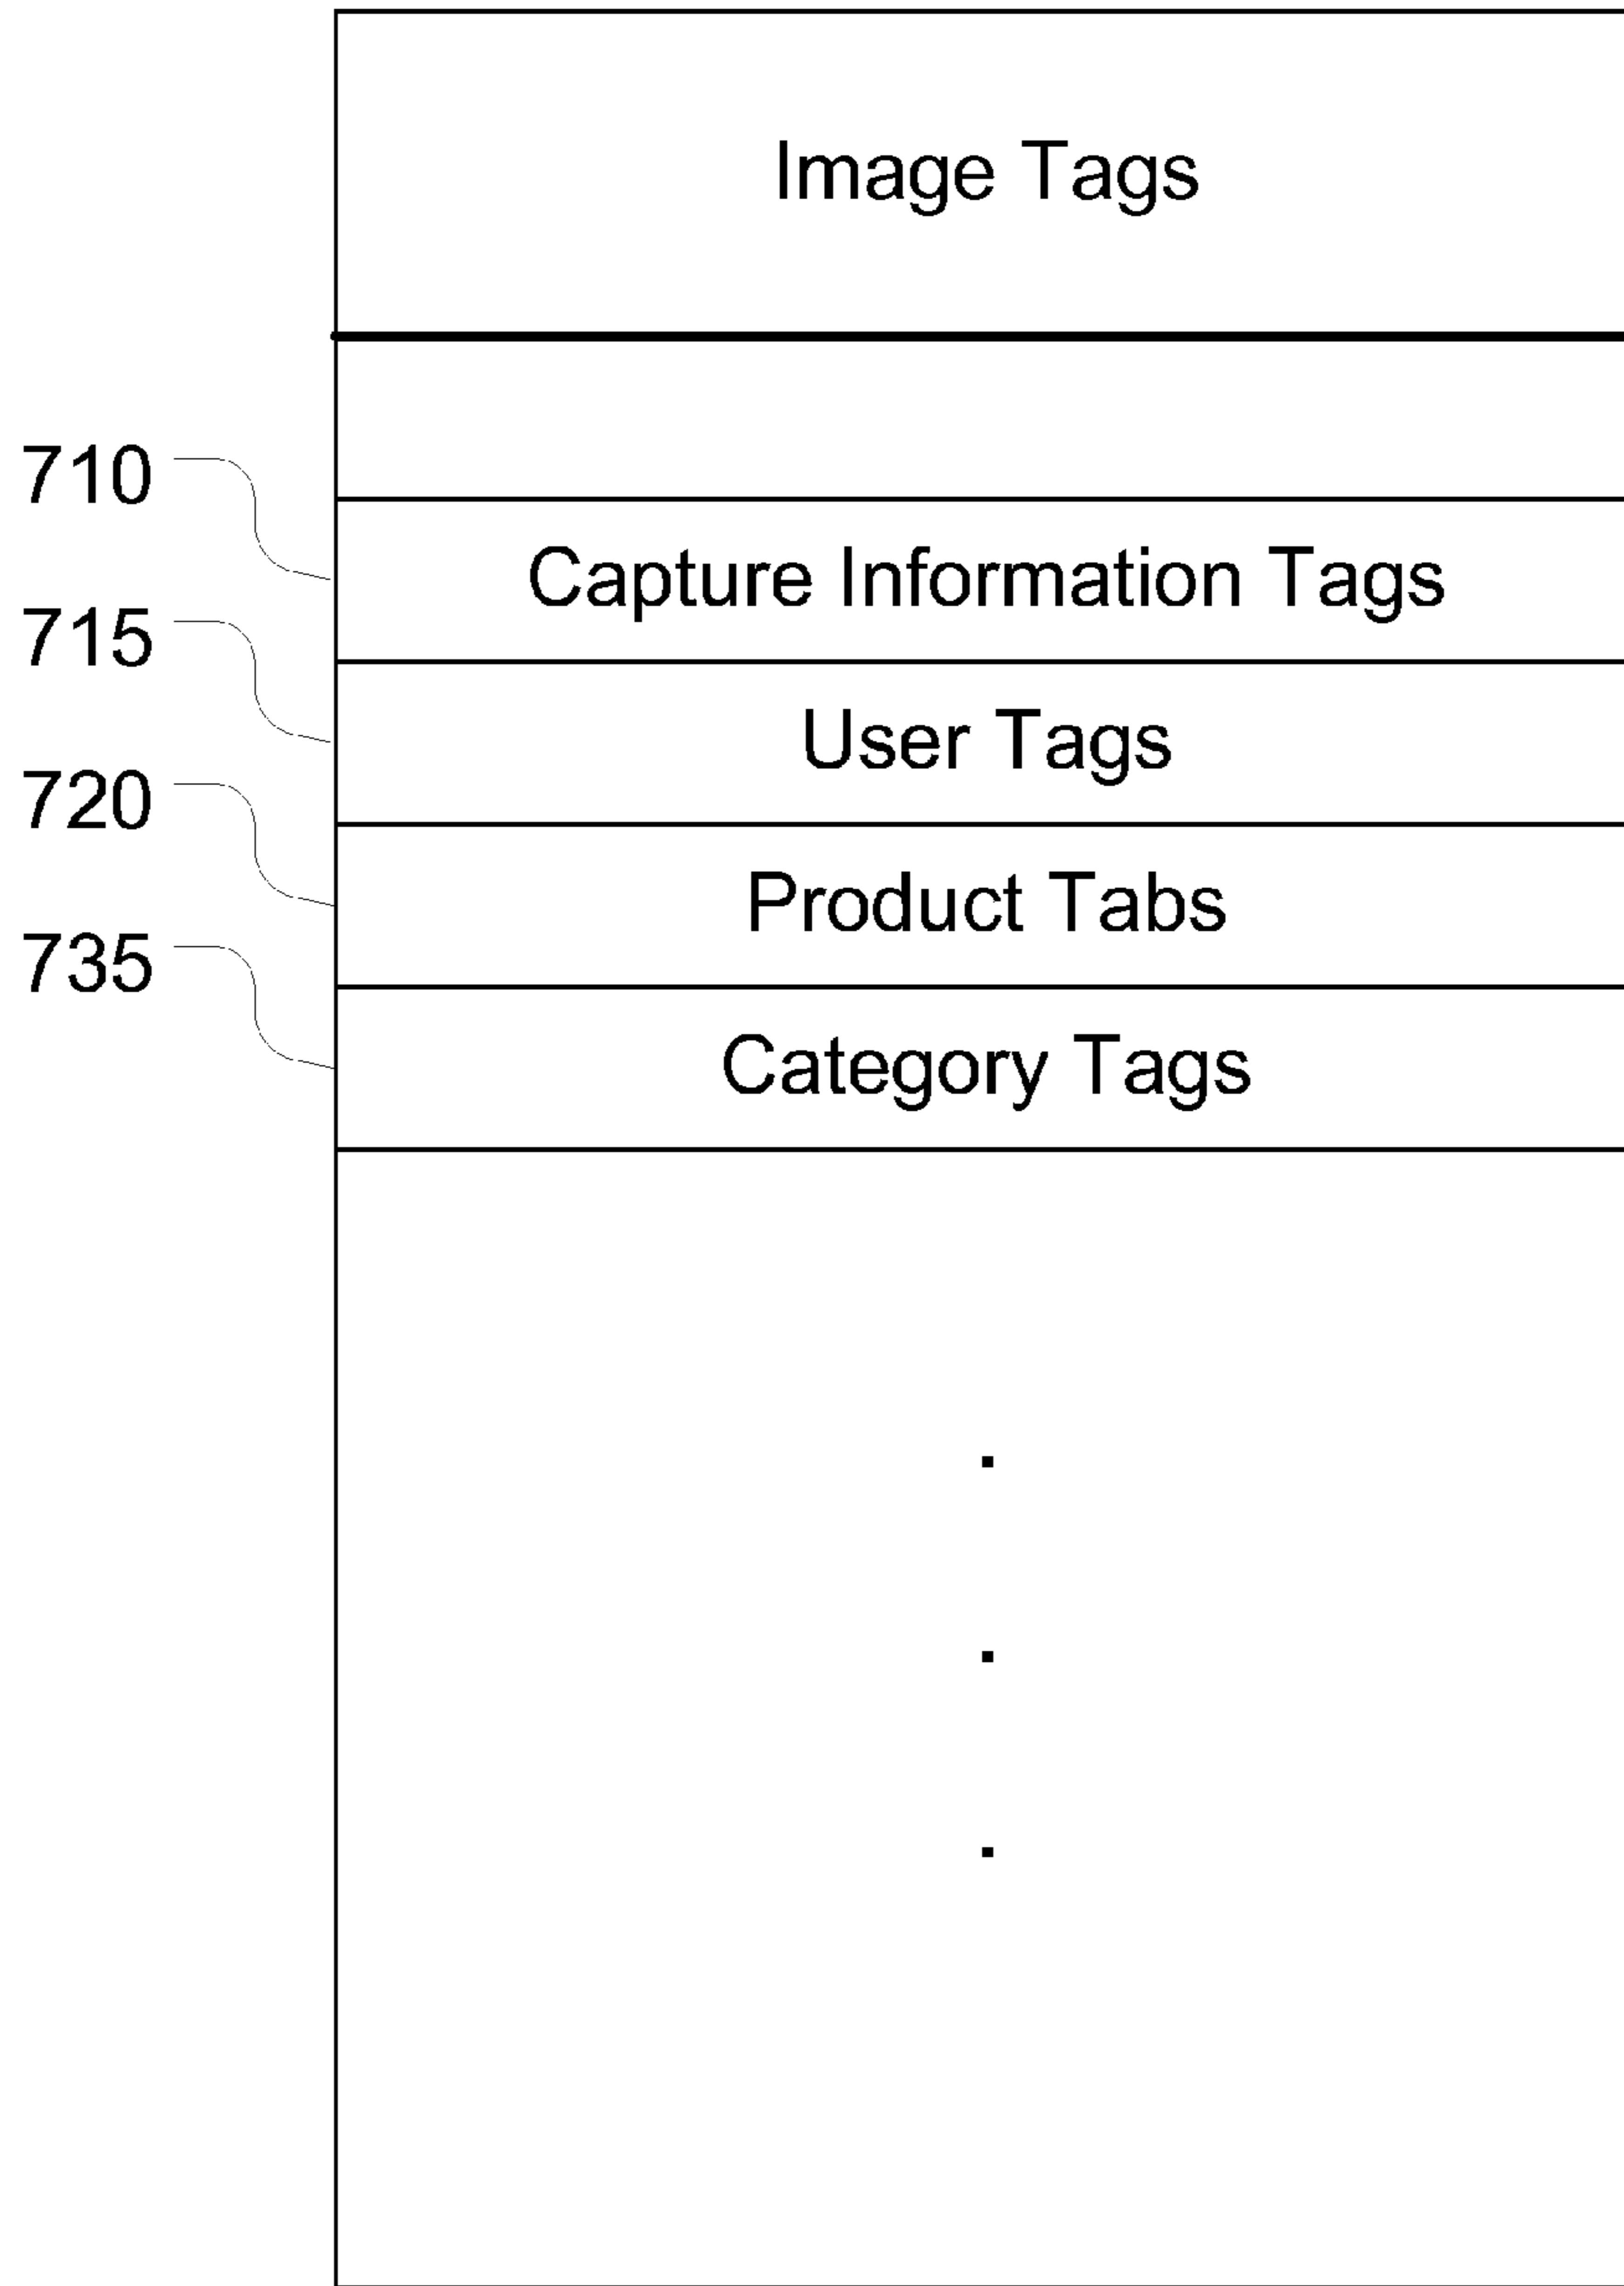 Image Tags
710
Capture Information Tags
715
User Tags
720
Product Tabs
735
Category Tags
.
.
.